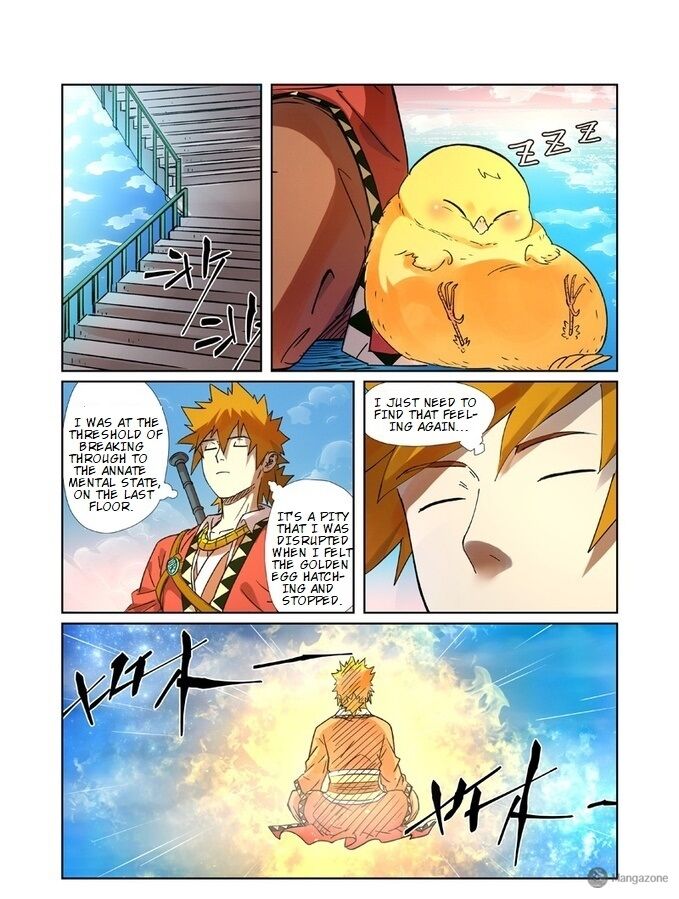 Z Z Z
I WAS AT THE
THRESHOLD OF
BREAKING
THROUGH TO
THE ANNATE
MENTAL STATE,
ON THE LAST
FLOOR.
IT'S A PITY
THAT I WAS
DISRUPTED
WHEN I FELT
THE GOLDEN
EGG HATCH-
ING AND
STOPPED.
I JUST NEED TO
FIND THAT FEEL-
ING AGAIN...
Mangazone